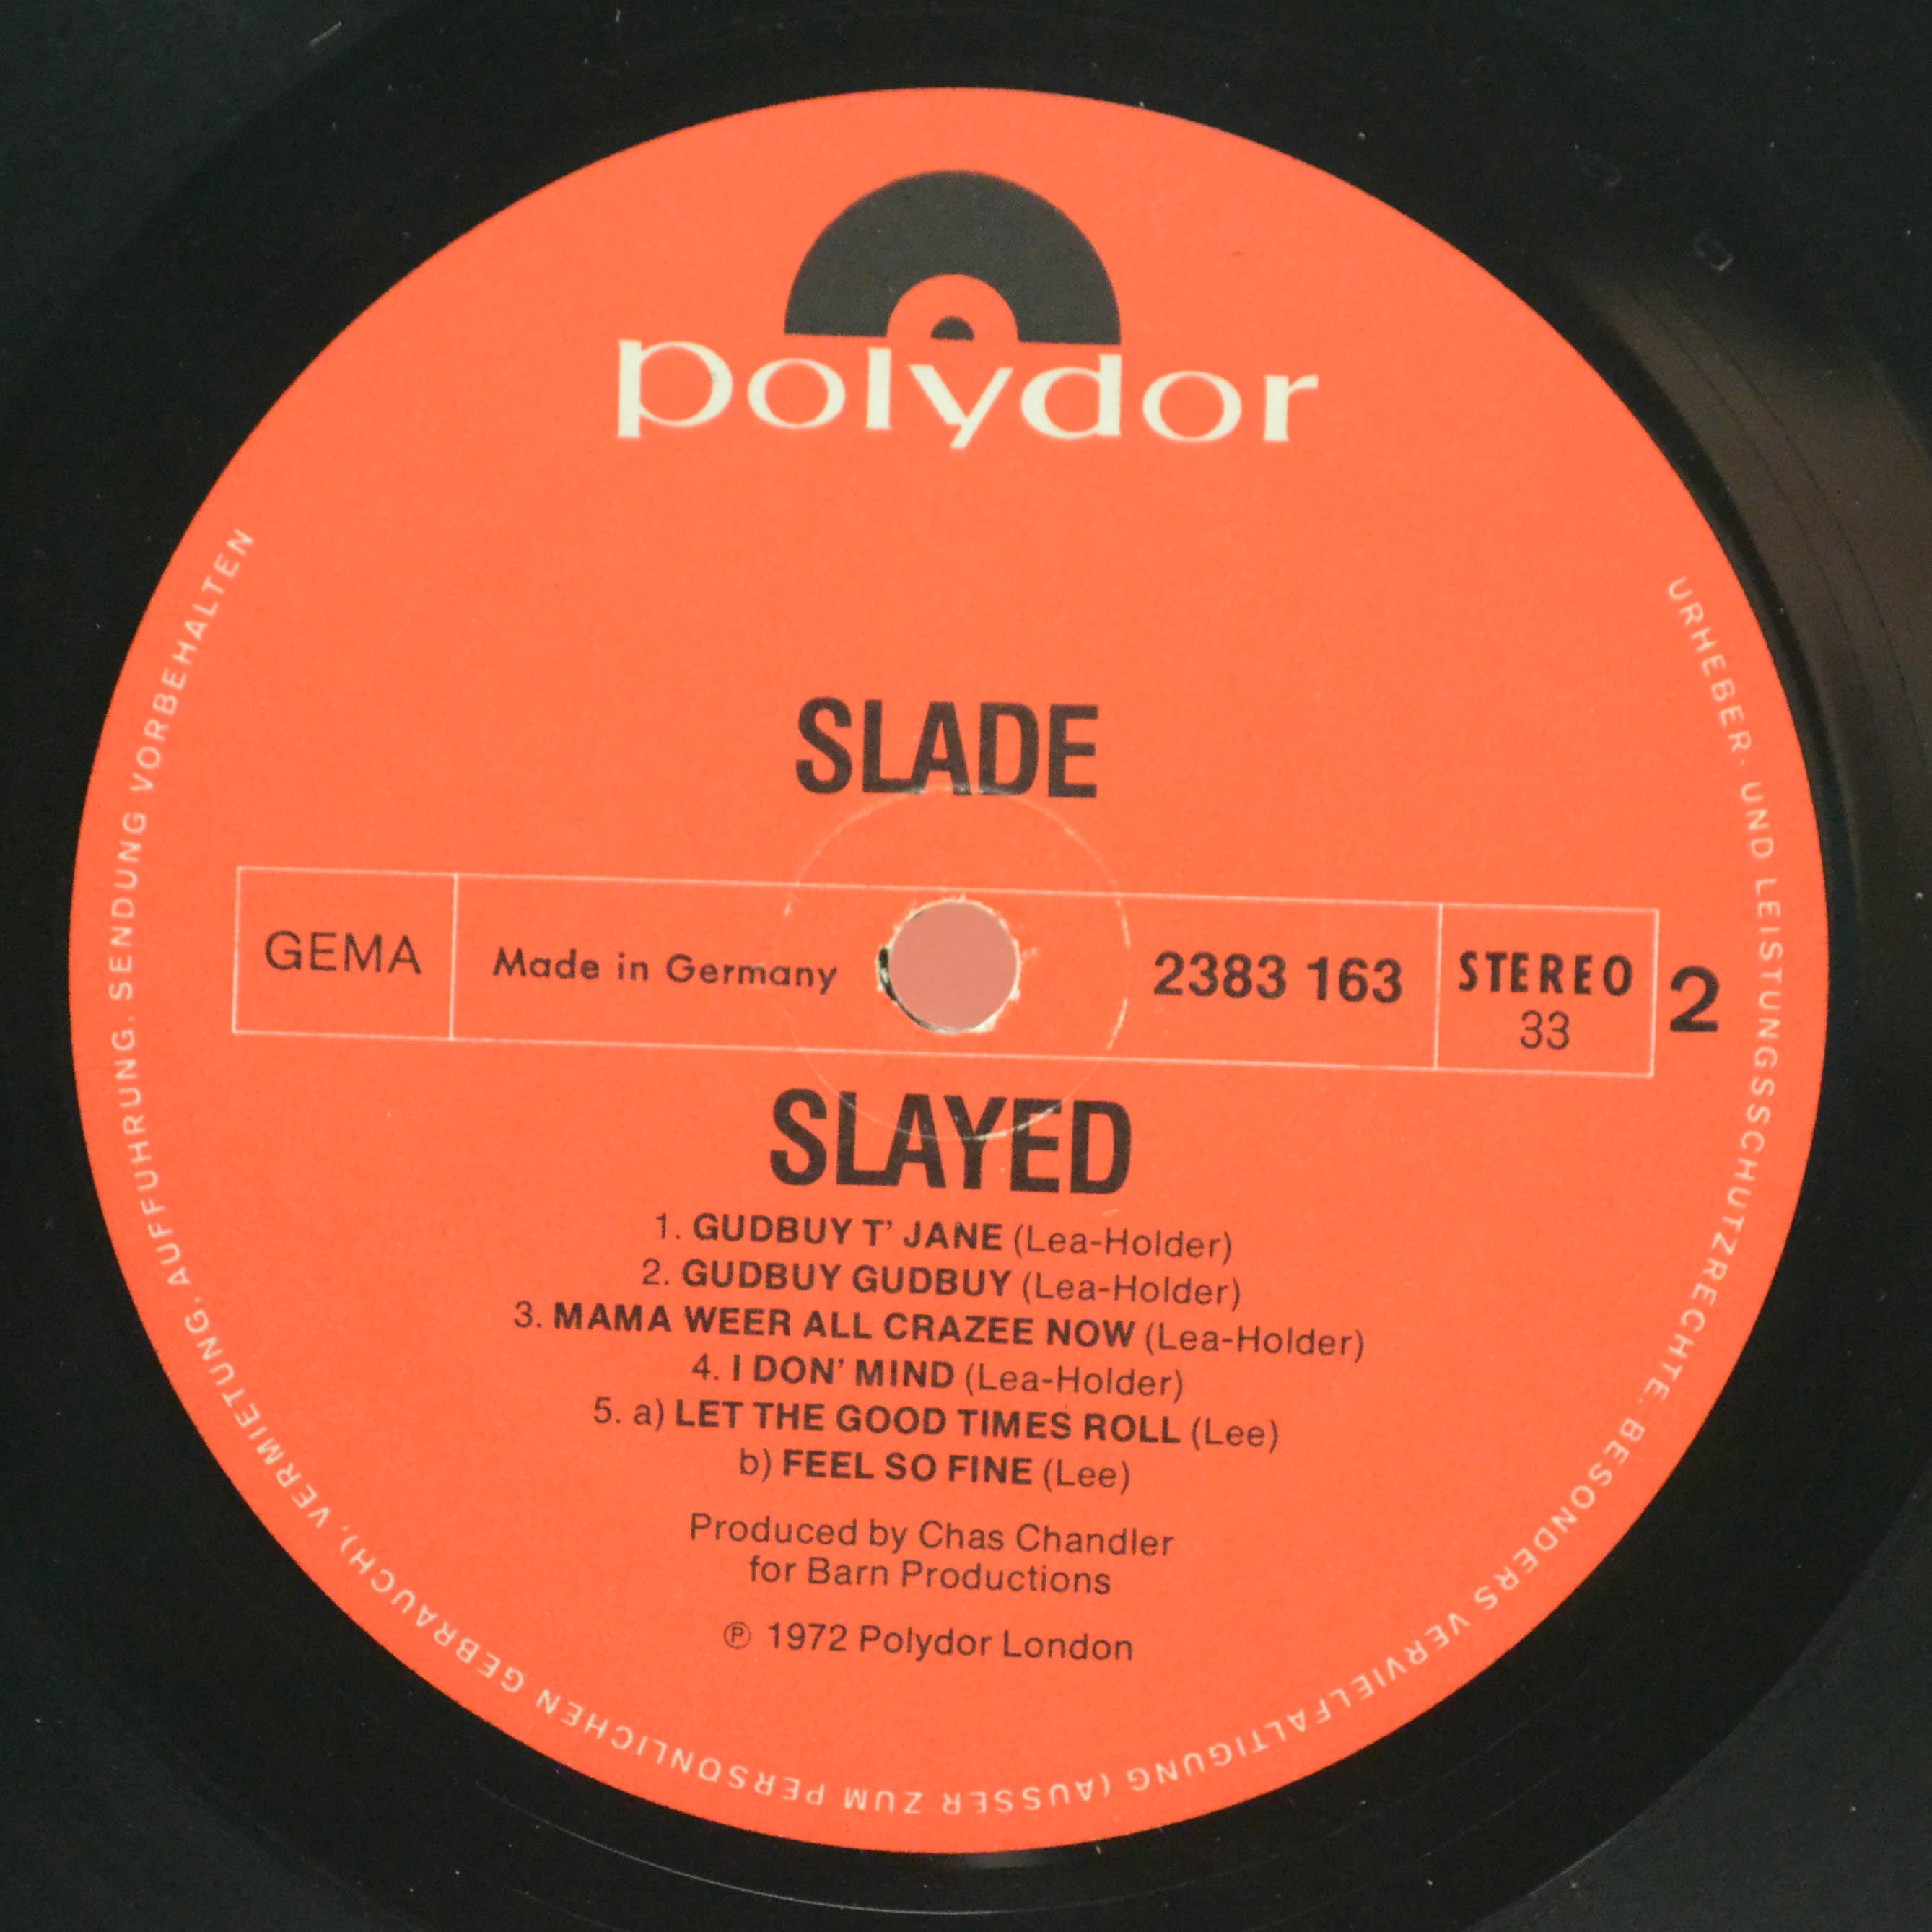 polydor
SLADE
GEMA
Made in Germany
2383 163
STEREO
33
2
SLAYED
1. GUDBUY T' JANE (Lea-Holder)
2. GUDBUY GUDBUY (Lea-Holder)
3. MAMA WEER ALL CRAZEE NOW (Lea-Holder)
4. I DON' MIND (Lea-Holder)
5. a) LET THE GOOD TIMES ROLL (Lee)
b) FEEL SO FINE (Lee)
Produced by Chas Chandler
for Barn Productions
℗ 1972 Polydor London
URHEBER- UND LEISTUNGSSCHUTZRECHTE, BESONDERS VERVIELFÄLTIGUNG (AUSSER ZUM PERSÖNLICHEN GEBRAUCH), VERMIETUNG, AUFFÜHRUNG, SENDUNG VORBEHALTEN